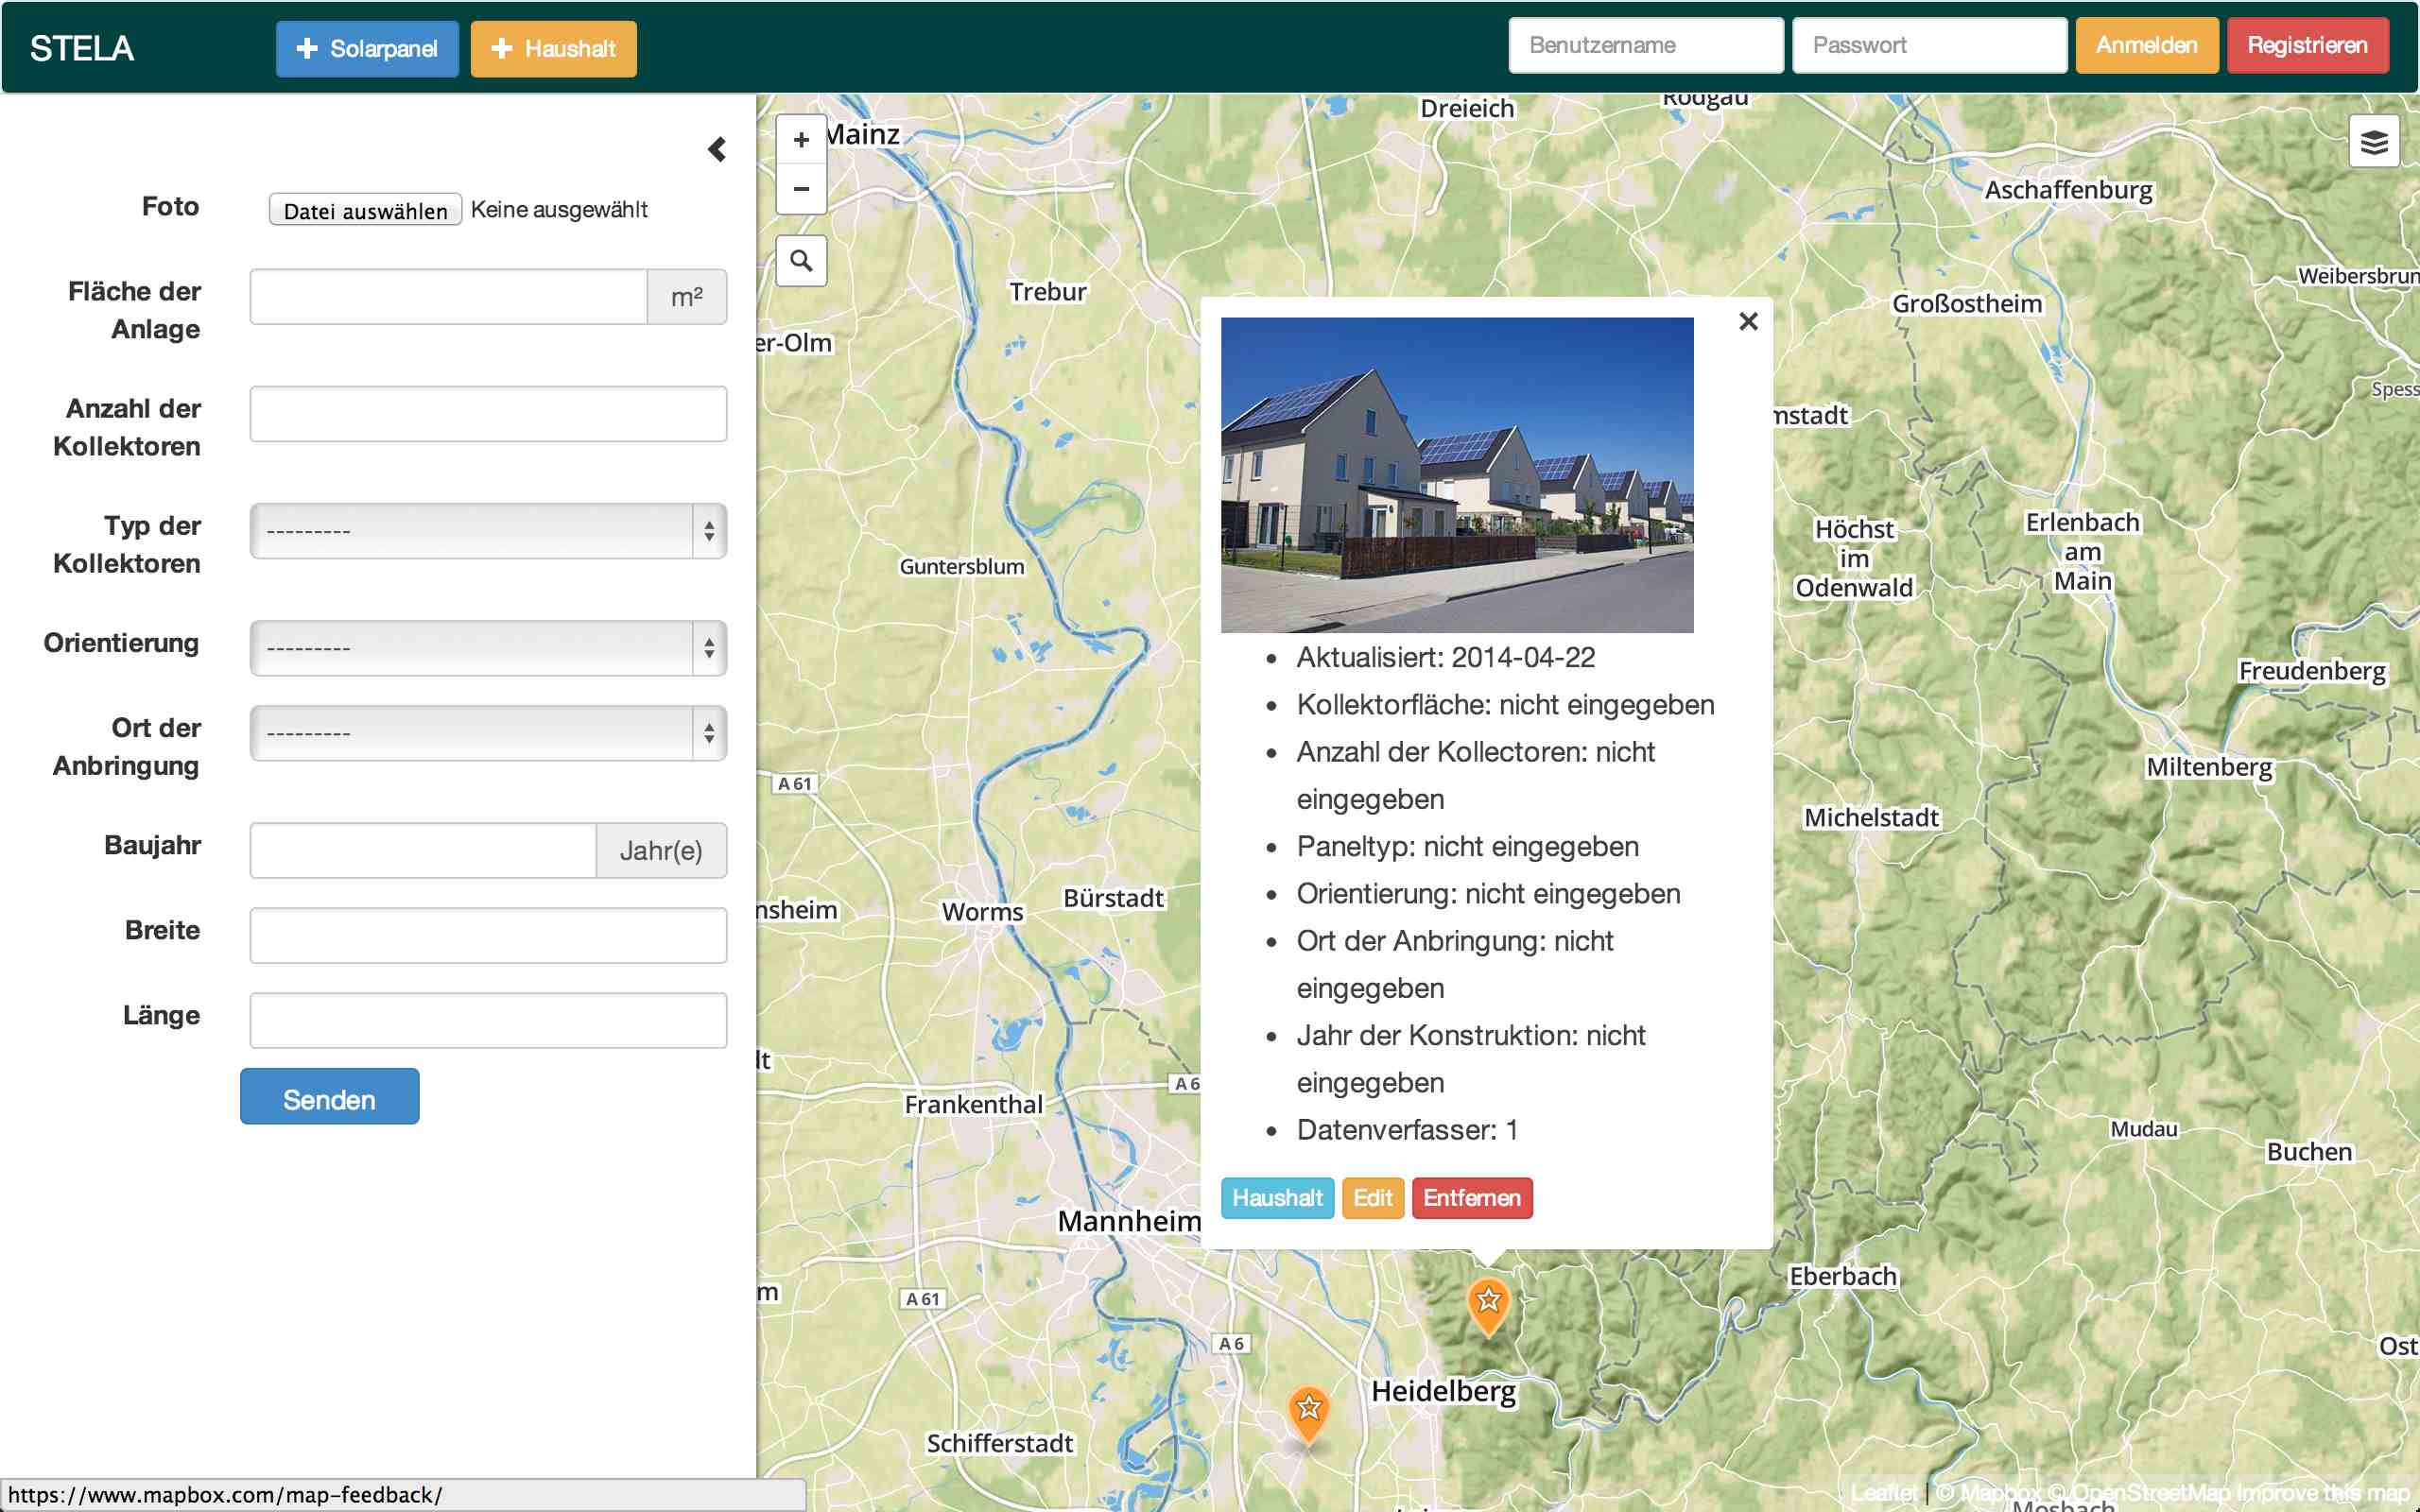 STELA
Solarpanel
Haushalt
Benutzername
Passwort
Anmelden
Registrieren
Foto
Datei auswählen Keine ausgewählt
Fläche der
Anlage
m²
Anzahl der
Kollektoren
Typ der
Kollektoren
---------
Orientierung
---------
Ort der
Anbringung
---------
Baujahr
Jahr(e)
Breite
Länge
Senden
https://www.mapbox.com/map-feedback/
+
−
Mainz
Dreieich
Rodgau
Aschaffenburg
Weibersbrun
Trebur
Großostheim
er-Olm
Spess
mstadt
Höchst
im
Odenwald
Erlenbach
am
Main
Guntersblum
Freudenberg
Miltenberg
A 61
Michelstadt
nsheim
Worms
Bürstadt
lt
A 6
Frankenthal
Mudau
Buchen
Mannheim
Eberbach
m
A 61
A 6
Ost
Heidelberg
Schifferstadt
Mosbach
×
Aktualisiert: 2014-04-22
Kollektorfläche: nicht eingegeben
Anzahl der Kollectoren: nicht
eingegeben
Paneltyp: nicht eingegeben
Orientierung: nicht eingegeben
Ort der Anbringung: nicht
eingegeben
Jahr der Konstruktion: nicht
eingegeben
Datenverfasser: 1
Haushalt
Edit
Entfernen
Leaflet | © Mapbox © OpenStreetMap Improve this map